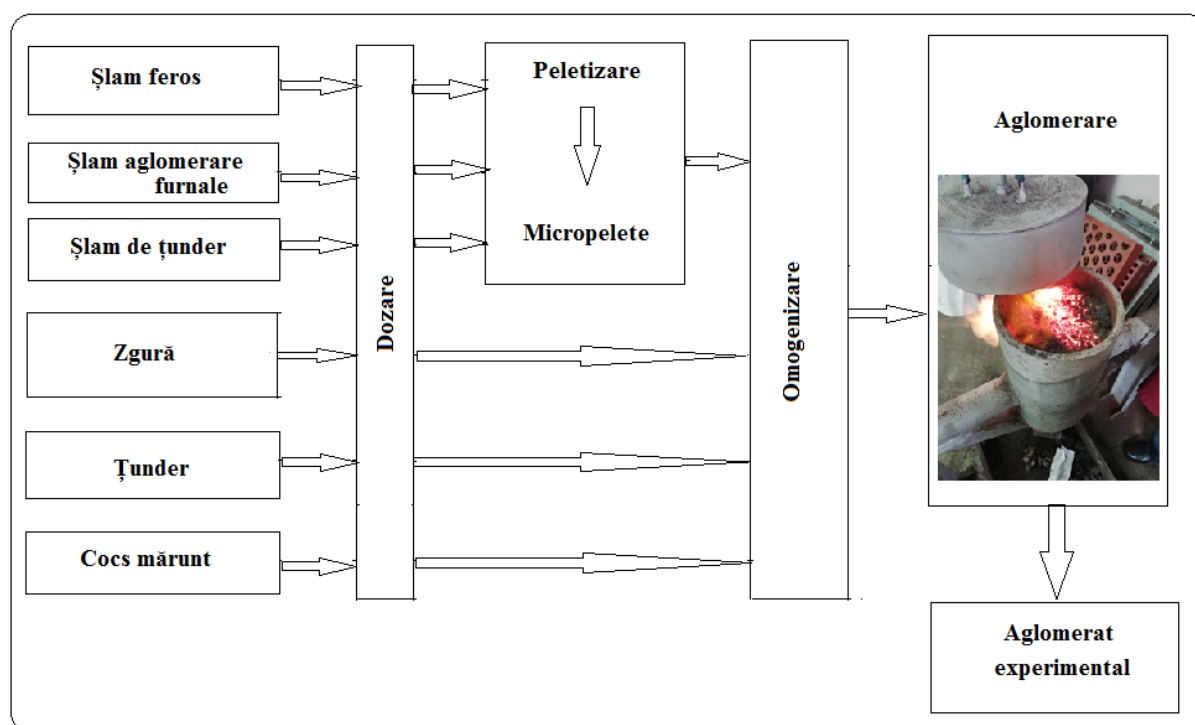 Șlam feros
Șlam aglomerare
furnale
Șlam de țunder
Zgură
Țunder
Cocs mărunt
Dozare
Peletizare
Micropelete
Omogenizare
Aglomerare
Aglomerat
experimental